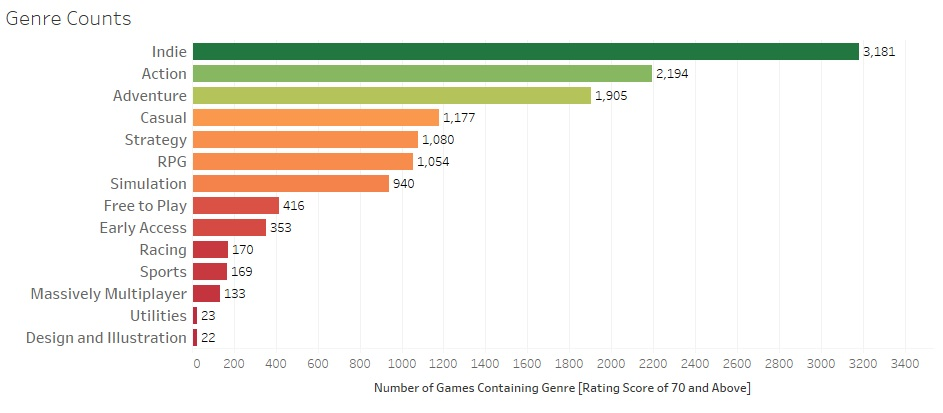 Genre Counts
Indie 3,181
Action 2,194
Adventure 1,905
Casual 1,177
Strategy 1,080
RPG 1,054
Simulation 940
Free to Play 416
Early Access 353
Racing 170
Sports 169
Massively Multiplayer 133
Utilities 23
Design and Illustration 22
0 200 400 600 800 1000 1200 1400 1600 1800 2000 2200 2400 2600 2800 3000 3200 3400
Number of Games Containing Genre [Rating Score of 70 and Above]